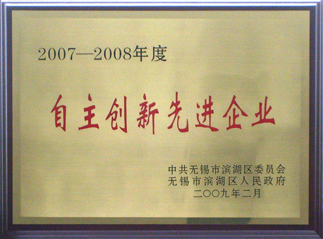 2007—2008年度
自主创新先进企业
中共无锡市滨湖区委员会
无锡市滨湖区人民政府
二〇〇九年二月